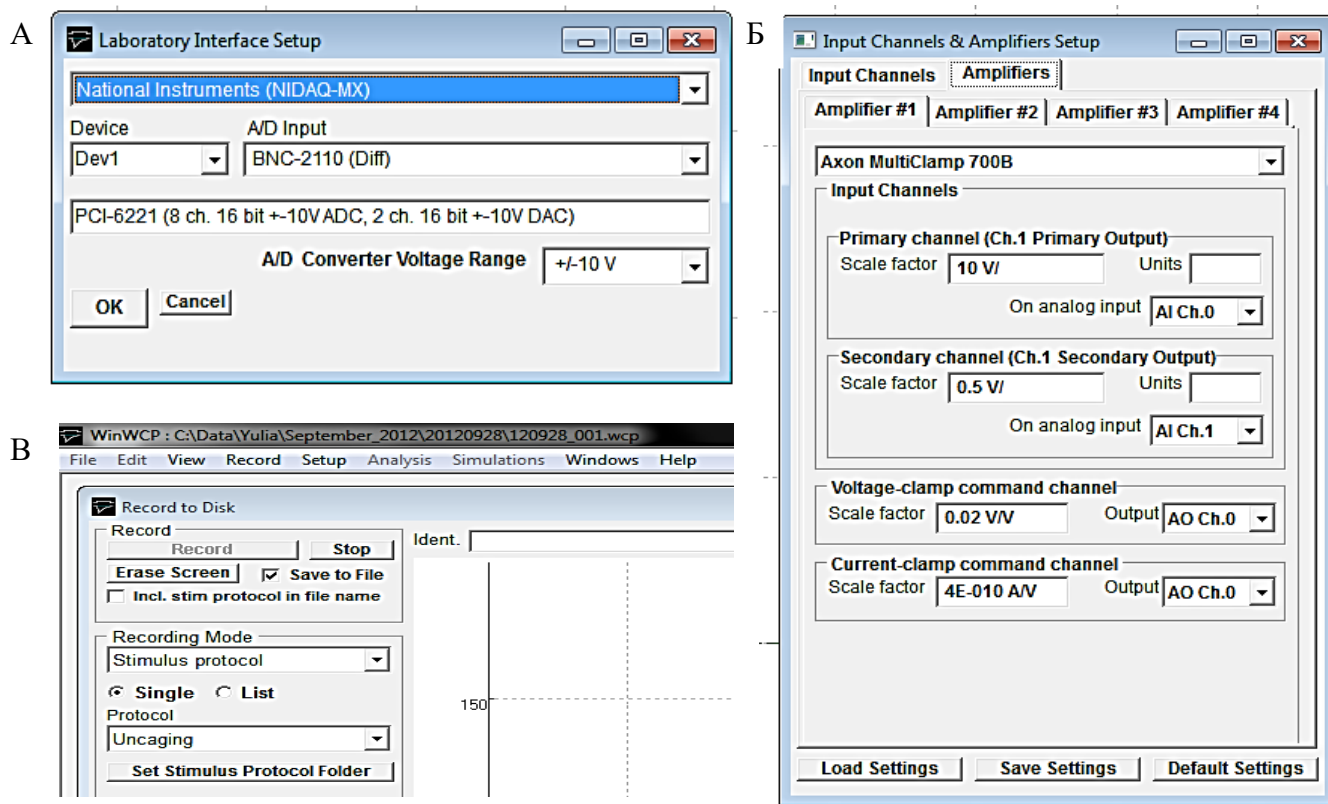 А
Laboratory Interface Setup
National Instruments (NIDAQ-MX)
Device
A/D Input
Dev1
BNC-2110 (Diff)
PCI-6221 (8 ch. 16 bit +-10V ADC, 2 ch. 16 bit +-10V DAC)
A/D Converter Voltage Range
+/-10 V
OK
Cancel
Б
Input Channels & Amplifiers Setup
Input Channels
Amplifiers
Amplifier #1
Amplifier #2
Amplifier #3
Amplifier #4
Axon MultiClamp 700B
Input Channels
Primary channel (Ch.1 Primary Output)
Scale factor
10 V/
Units
On analog input
AI Ch.0
Secondary channel (Ch.1 Secondary Output)
Scale factor
0.5 V/
Units
On analog input
AI Ch.1
Voltage-clamp command channel
Scale factor
0.02 V/V
Output
AO Ch.0
Current-clamp command channel
Scale factor
4E-010 A/V
Output
AO Ch.0
Load Settings
Save Settings
Default Settings
В
WinWCP : C:\Data\Yulia\September_2012\20120928\120928_001.wcp
File Edit View Record Setup Analysis Simulations Windows Help
Record to Disk
Record
Record
Stop
Erase Screen
Save to File
Incl. stim protocol in file name
Recording Mode
Stimulus protocol
Single
List
Protocol
Uncaging
Set Stimulus Protocol Folder
Ident.
150